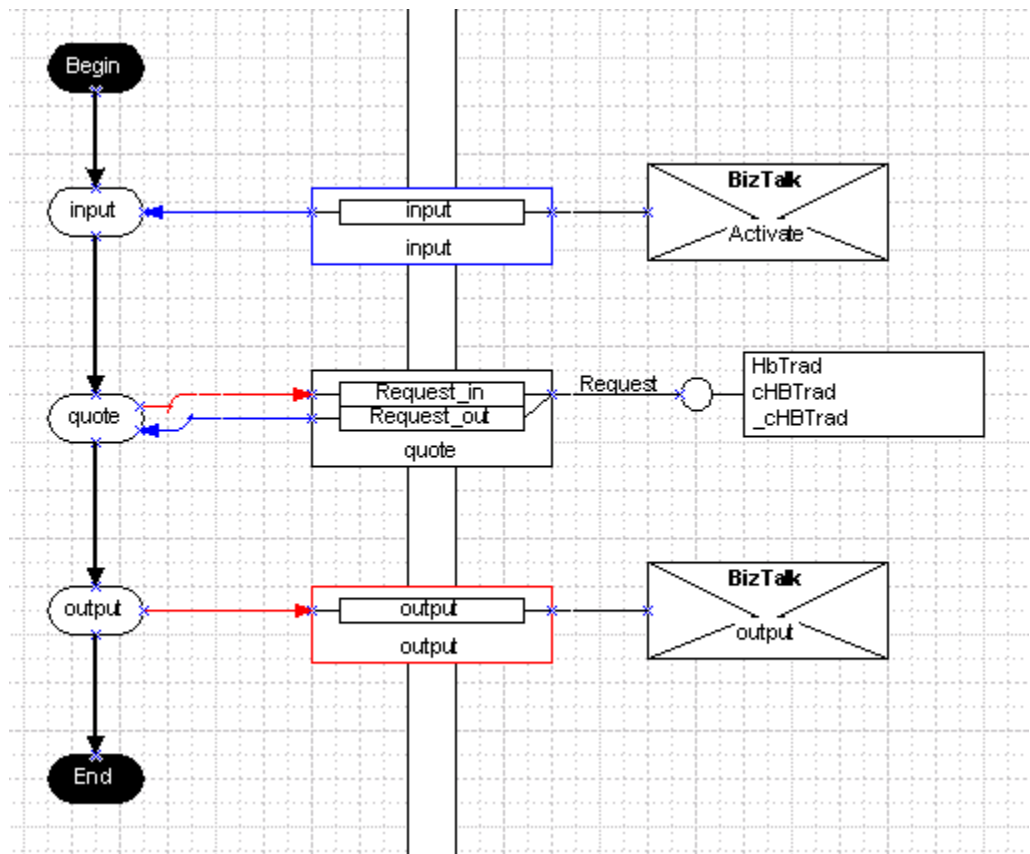 Begin
input
input
input
BizTalk
Activate
quote
Request_in
Request_out
quote
Request
HbTrad
cHBTrad
_cHBTrad
output
output
output
BizTalk
output
End